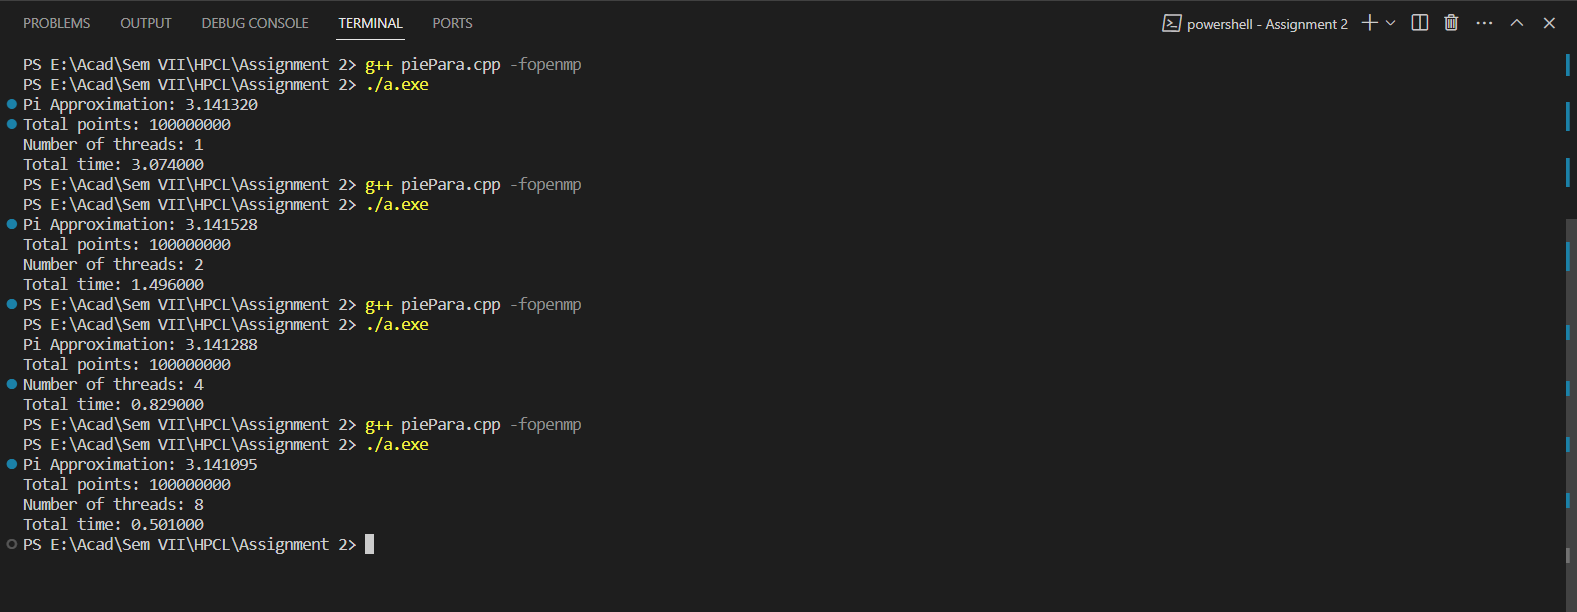 PROBLEMS OUTPUT DEBUG CONSOLE TERMINAL PORTS powershell - Assignment 2
PS E:\Acad\Sem VII\HPCL\Assignment 2> g++ piePara.cpp -fopenmp
PS E:\Acad\Sem VII\HPCL\Assignment 2> ./a.exe
Pi Approximation: 3.141320
Total points: 100000000
Number of threads: 1
Total time: 3.074000
PS E:\Acad\Sem VII\HPCL\Assignment 2> g++ piePara.cpp -fopenmp
PS E:\Acad\Sem VII\HPCL\Assignment 2> ./a.exe
Pi Approximation: 3.141528
Total points: 100000000
Number of threads: 2
Total time: 1.496000
PS E:\Acad\Sem VII\HPCL\Assignment 2> g++ piePara.cpp -fopenmp
PS E:\Acad\Sem VII\HPCL\Assignment 2> ./a.exe
Pi Approximation: 3.141288
Total points: 100000000
Number of threads: 4
Total time: 0.829000
PS E:\Acad\Sem VII\HPCL\Assignment 2> g++ piePara.cpp -fopenmp
PS E:\Acad\Sem VII\HPCL\Assignment 2> ./a.exe
Pi Approximation: 3.141095
Total points: 100000000
Number of threads: 8
Total time: 0.501000
PS E:\Acad\Sem VII\HPCL\Assignment 2>